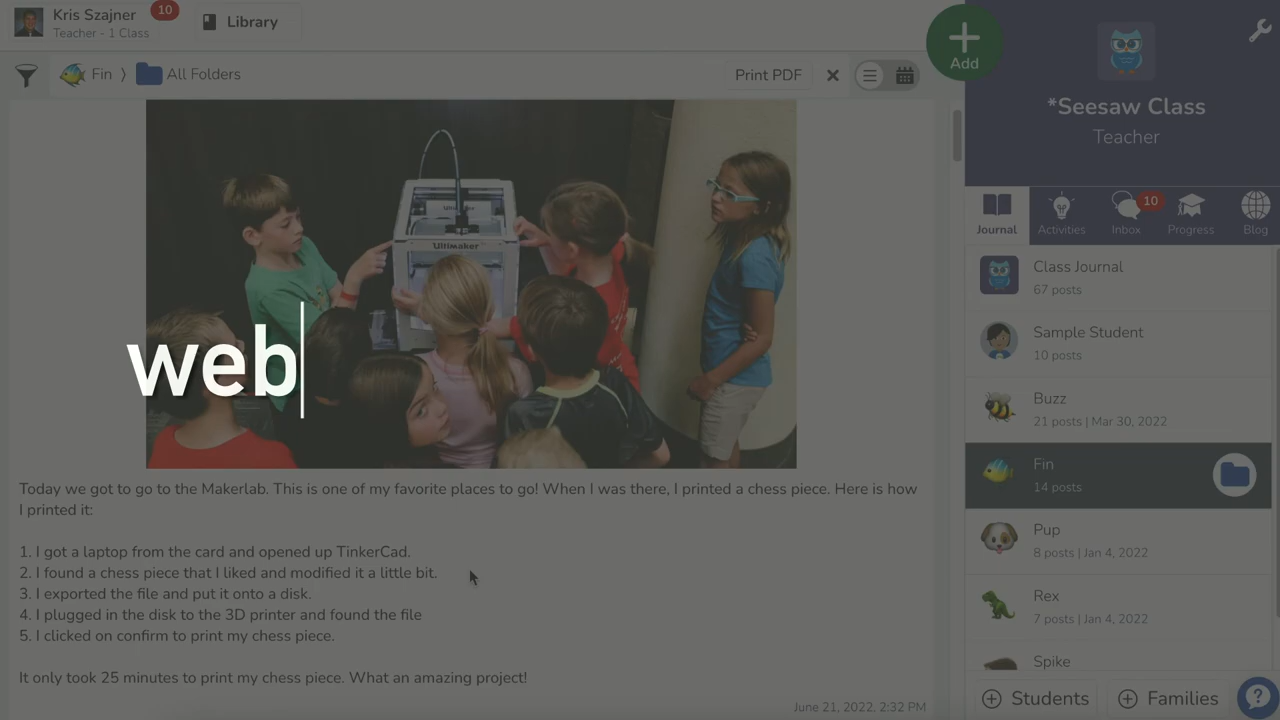 Kris Szajner
Teacher - 1 Class
10
Library
Add
Fin
All Folders
Print PDF
*Seesaw Class
Teacher
Journal
Activities
Inbox
10
Progress
Blog
Class Journal
67 posts
Sample Student
10 posts
Buzz
21 posts | Mar 30, 2022
Fin
14 posts
Pup
8 posts | Jan 4, 2022
Rex
7 posts | Jan 4, 2022
Spike
Students
Families
Ultimaker
Ultimaker
web
Today we got to go to the Makerlab. This is one of my favorite places to go! When I was there, I printed a chess piece. Here is how
I printed it:
1. I got a laptop from the card and opened up TinkerCad.
2. I found a chess piece that I liked and modified it a little bit.
3. I exported the file and put it onto a disk.
4. I plugged in the disk to the 3D printer and found the file
5. I clicked on confirm to print my chess piece.
It only took 25 minutes to print my chess piece. What an amazing project!
June 21, 2022, 2:32 PM